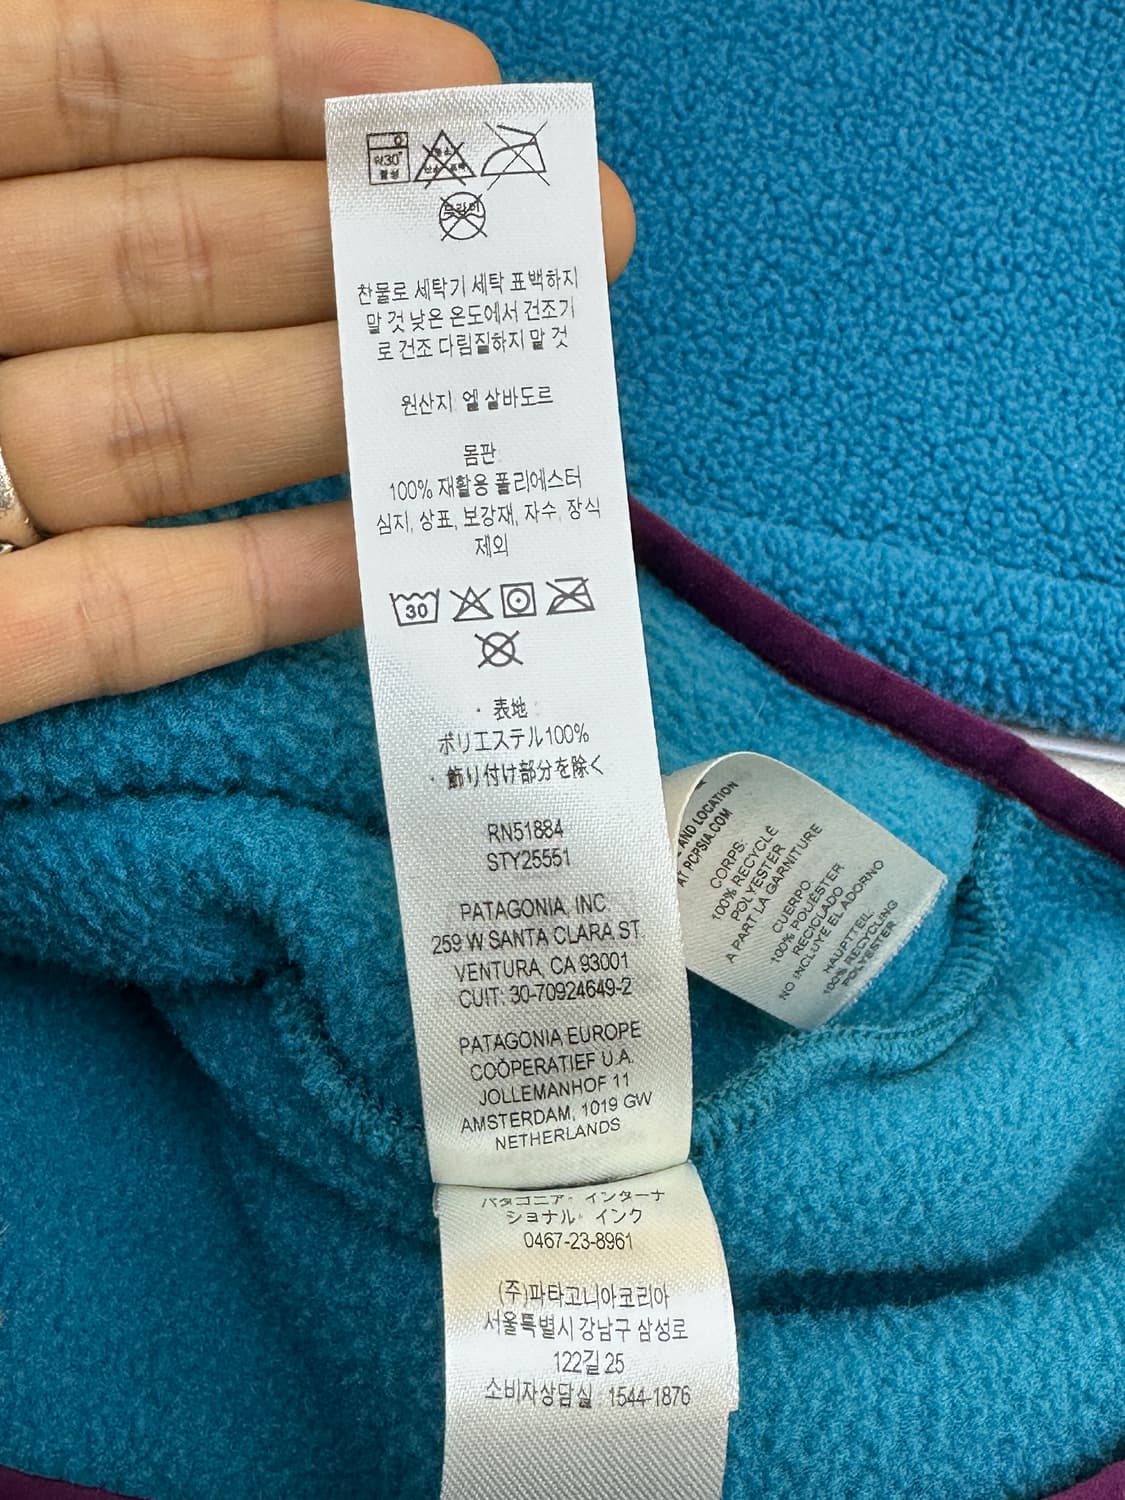 약30°
중성
찬물로 세탁기 세탁 표백하지
말 것 낮은 온도에서 건조기
로 건조 다림질하지 말 것
원산지 엘살바도르
몸판
100% 재활용 폴리에스터
심지, 상표, 보강재, 자수, 장식
제외
30
・表地
ポリエステル100%
・飾り付け部分を除く
RN51884
STY25551
PATAGONIA, INC.
259 W SANTA CLARA ST.
VENTURA, CA 93001
CUIT: 30-70924649-2
PATAGONIA EUROPE
COÖPERATIEF U.A.
JOLLEMANHOF 11
AMSTERDAM, 1019 GW
NETHERLANDS
パタゴニア・インターナ
ショナル・インク
0467-23-8961
(주)파타고니아코리아
서울특별시 강남구 삼성로
122길 25
소비자상담실 1544-1876
AND LOCATION
AT PCPSIA.COM
CORPS:
100% RECYCLÉ
POLYESTER
A PART LA GARNITURE
CUERPO
100% POLIÉSTER
RECICLADO
NO INCLUYE EL ADORNO
HAUPTTEIL
100% RECYCLING
POLYESTER.